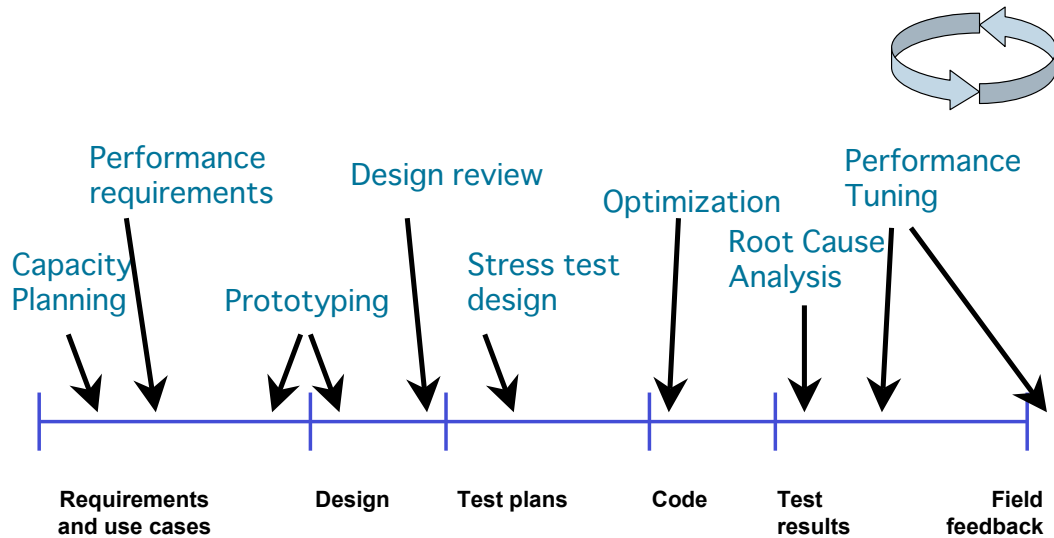 Performance
requirements
Design review
Performance
Tuning
Optimization
Capacity
Planning
Prototyping
Stress test
design
Root Cause
Analysis
Requirements
and use cases
Design
Test plans
Code
Test
results
Field
feedback